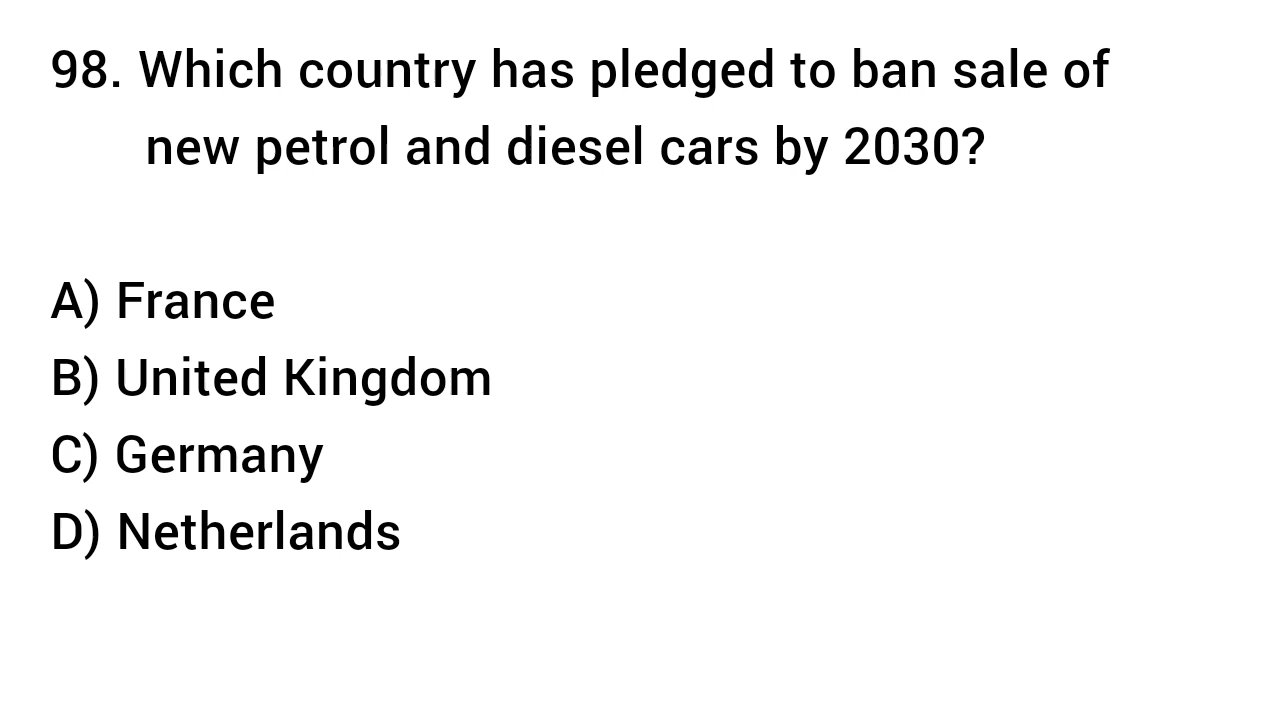 98. Which country has pledged to ban sale of
new petrol and diesel cars by 2030?
A) France
B) United Kingdom
C) Germany
D) Netherlands